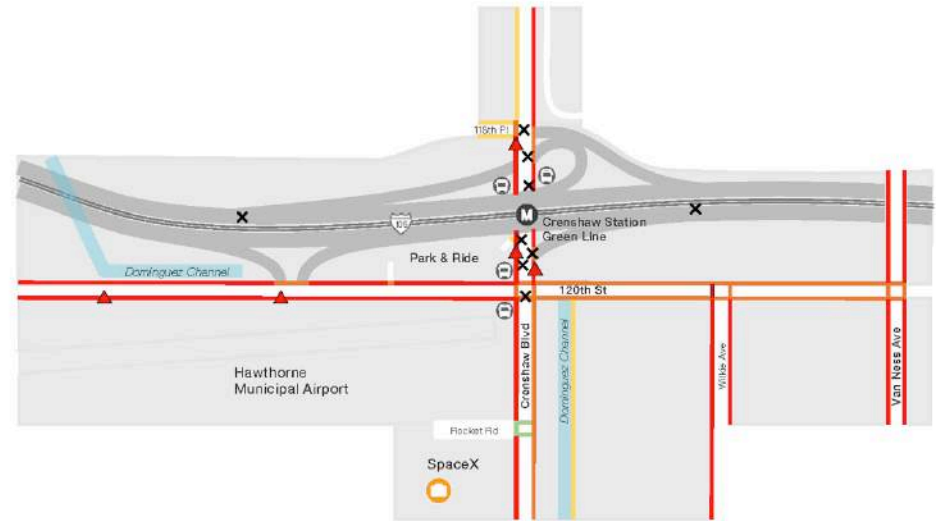 118th Pl
105
M
Crenshaw Station
Green Line
Park & Ride
Dominguez Channel
120th St
Hawthorne
Municipal Airport
Crenshaw Blvd
Dominguez Channel
Wilkie Ave
Van Ness Ave
Rocket Rd
SpaceX